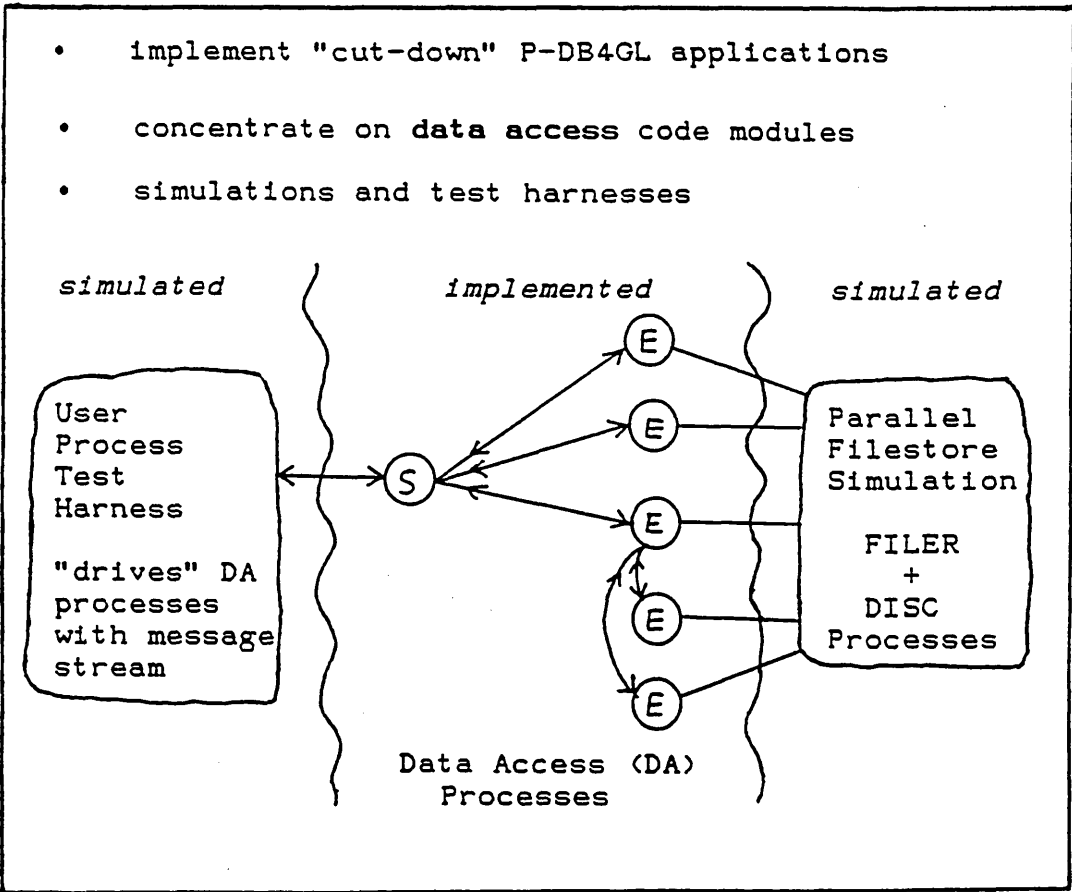 • implement "cut-down" P-DB4GL applications
• concentrate on data access code modules
• simulations and test harnesses
simulated
implemented
simulated
User
Process
Test
Harness
"drives" DA
processes
with message
stream
S
E
E
E
E
E
Parallel
Filestore
Simulation
FILER
+
DISC
Processes
Data Access (DA)
Processes